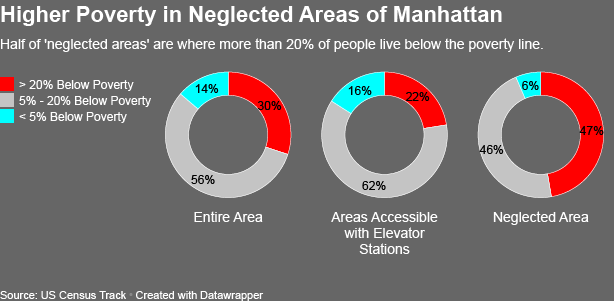 Higher Poverty in Neglected Areas of Manhattan
Half of 'neglected areas' are where more than 20% of people live below the poverty line.
> 20% Below Poverty
5% - 20% Below Poverty
< 5% Below Poverty
14%
30%
56%
Entire Area
16%
22%
62%
Areas Accessible
with Elevator
Stations
6%
47%
46%
Neglected Area
Source: US Census Track · Created with Datawrapper